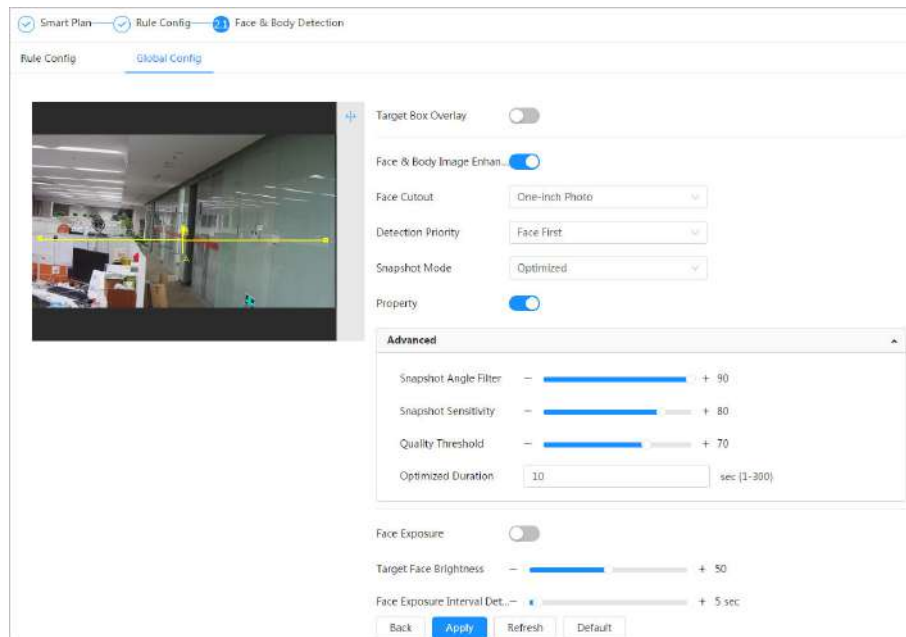 Smart Plan Rule Config 2.1 Face & Body Detection
Rule Config Global Config
Target Box Overlay
Face & Body Image Enhan...
Face Cutout One-inch Photo
Detection Priority Face First
Snapshot Mode Optimized
Property
Advanced
Snapshot Angle Filter − + 90
Snapshot Sensitivity − + 80
Quality Threshold − + 70
Optimized Duration 10 sec (1-300)
Face Exposure
Target Face Brightness − + 50
Face Exposure Interval Det... − + 5 sec
Back Apply Refresh Default